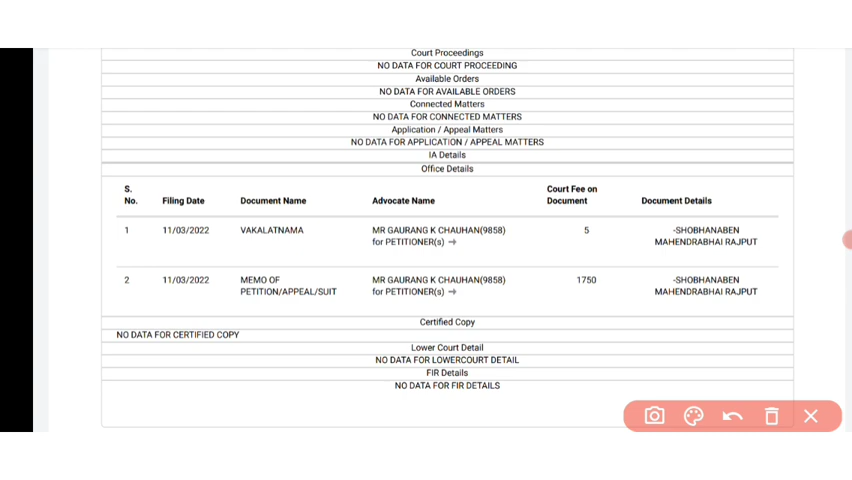 Court Proceedings
NO DATA FOR COURT PROCEEDING
Available Orders
NO DATA FOR AVAILABLE ORDERS
Connected Matters
NO DATA FOR CONNECTED MATTERS
Application / Appeal Matters
NO DATA FOR APPLICATION / APPEAL MATTERS
IA Details
Office Details
S. No. Filing Date Document Name Advocate Name Court Fee on Document Document Details
1 11/03/2022 VAKALATNAMA MR GAURANG K CHAUHAN(9858) 5 -SHOBHANABEN
for PETITIONER(s) → MAHENDRABHAI RAJPUT
2 11/03/2022 MEMO OF MR GAURANG K CHAUHAN(9858) 1750 -SHOBHANABEN
PETITION/APPEAL/SUIT for PETITIONER(s) → MAHENDRABHAI RAJPUT
Certified Copy
NO DATA FOR CERTIFIED COPY
Lower Court Detail
NO DATA FOR LOWERCOURT DETAIL
FIR Details
NO DATA FOR FIR DETAILS